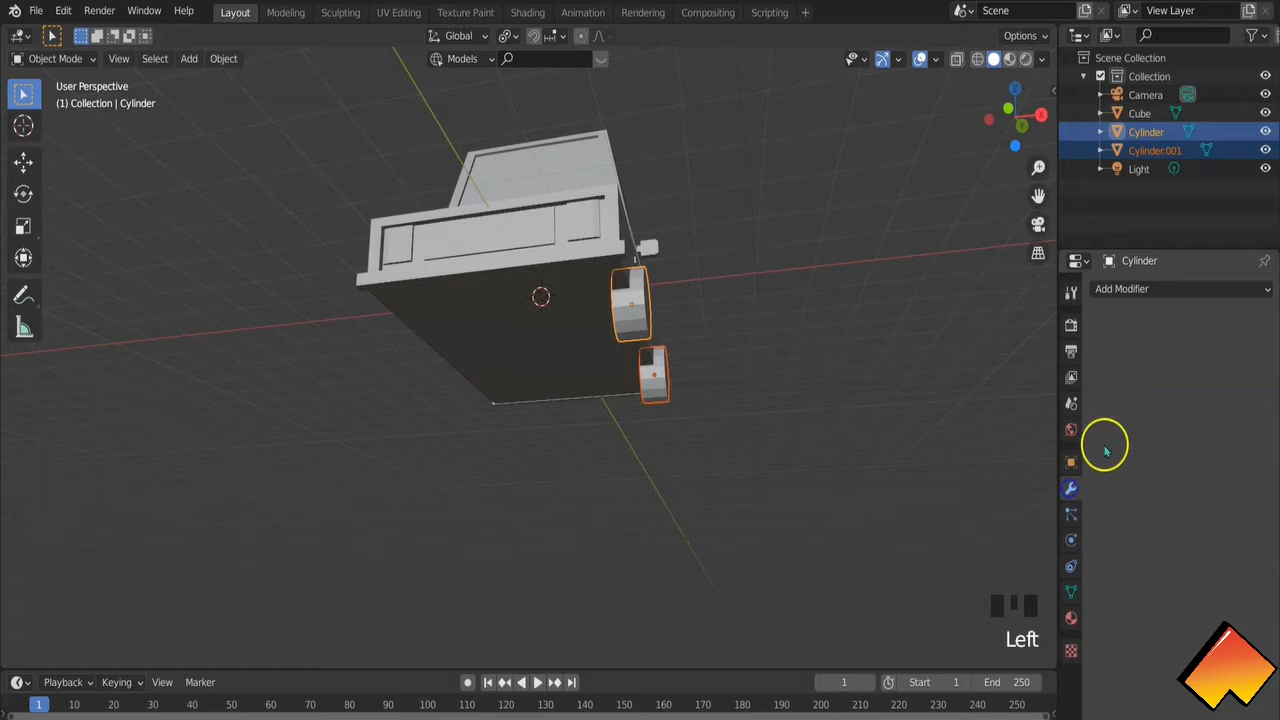 File Edit Render Window Help
Layout Modeling Sculpting UV Editing Texture Paint Shading Animation Rendering Compositing Scripting +
Scene
View Layer
Global
Options
Object Mode View Select Add Object
Models
User Perspective
(1) Collection | Cylinder
Z
X
Y
Scene Collection
Collection
Camera
Cube
Cylinder
Cylinder.001
Light
Cylinder
Add Modifier
Left
Playback Keying View Marker
1
Start 1
End 250
1 10 20 30 40 50 60 70 80 90 100 110 120 130 140 150 160 170 180 190 200 210 220 230 240 250